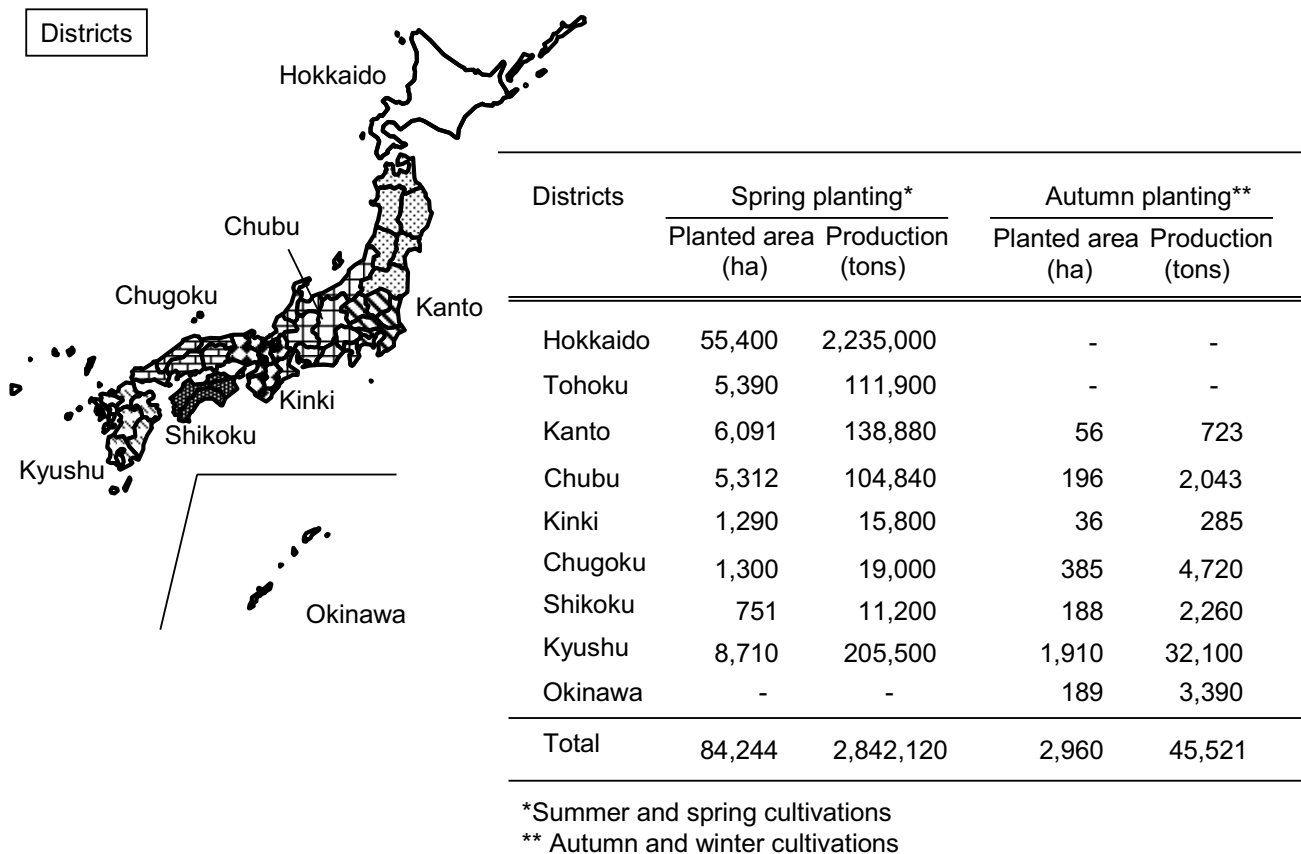 Districts
Hokkaido
Chubu
Chugoku
Kanto
Kinki
Shikoku
Kyushu
Okinawa
Districts Spring planting* Autumn planting**
Planted area Production Planted area Production
(ha) (tons) (ha) (tons)
Hokkaido 55,400 2,235,000 - -
Tohoku 5,390 111,900 - -
Kanto 6,091 138,880 56 723
Chubu 5,312 104,840 196 2,043
Kinki 1,290 15,800 36 285
Chugoku 1,300 19,000 385 4,720
Shikoku 751 11,200 188 2,260
Kyushu 8,710 205,500 1,910 32,100
Okinawa - - 189 3,390
Total 84,244 2,842,120 2,960 45,521
*Summer and spring cultivations
** Autumn and winter cultivations